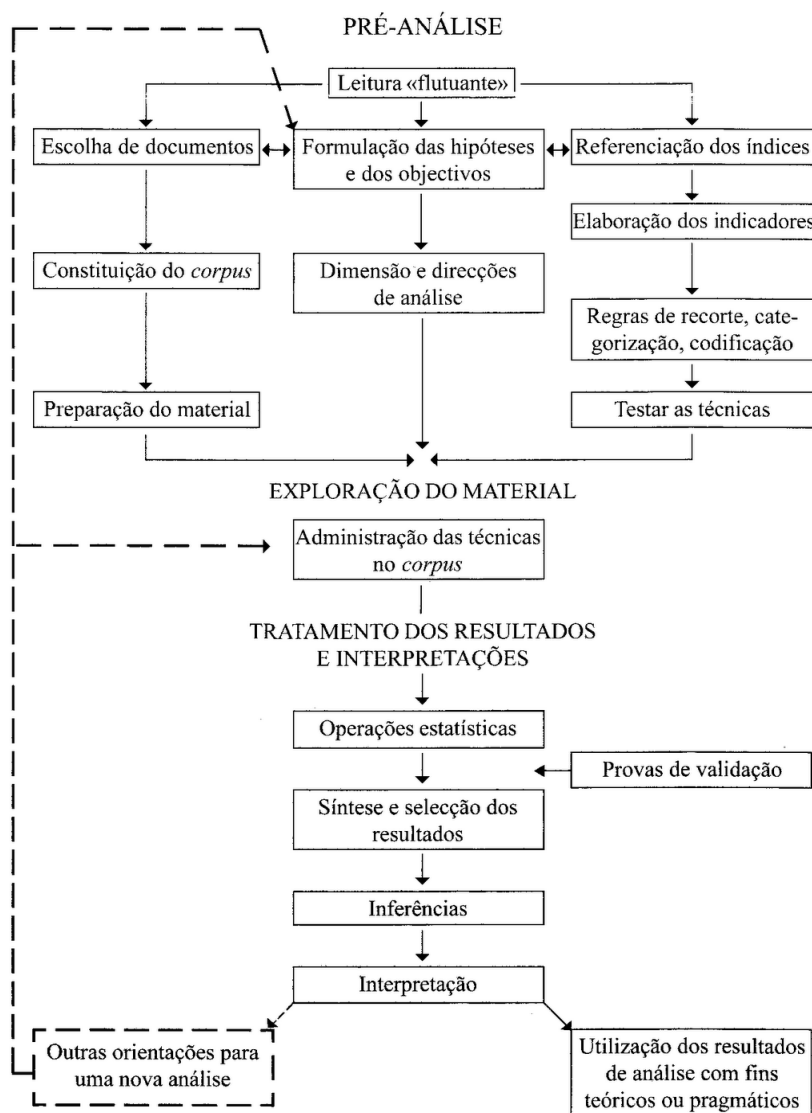 PRÉ-ANÁLISE
Leitura «flutuante»
Escolha de documentos
Formulação das hipóteses
e dos objectivos
Referenciação dos índices
Elaboração dos indicadores
Constituição do corpus
Dimensão e direcções
de análise
Regras de recorte, cate-
gorização, codificação
Preparação do material
Testar as técnicas
EXPLORAÇÃO DO MATERIAL
Administração das técnicas
no corpus
TRATAMENTO DOS RESULTADOS
E INTERPRETAÇÕES
Operações estatísticas
Provas de validação
Síntese e selecção dos
resultados
Inferências
Interpretação
Outras orientações para
uma nova análise
Utilização dos resultados
de análise com fins
teóricos ou pragmáticos